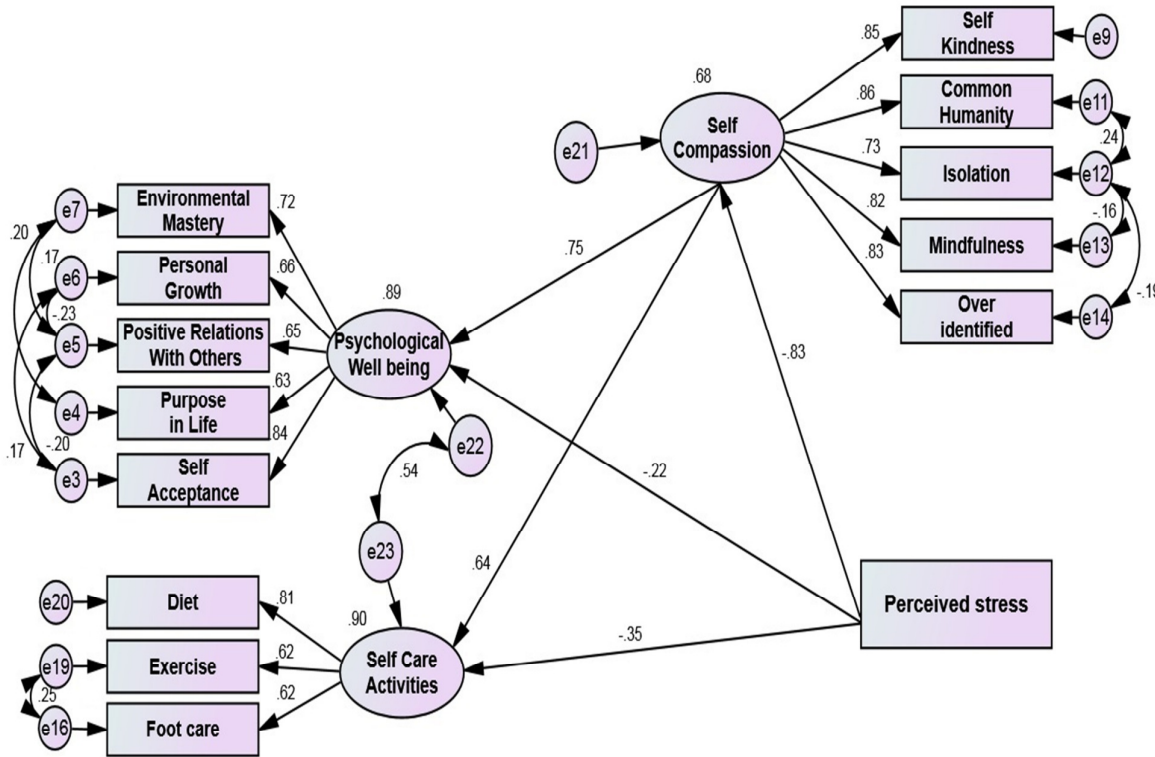 Self
Kindness
e9
.85
.68
Common
Humanity
e11
.86
.24
Self
Compassion
e21
Isolation
e12
.73
-.16
Mindfulness
e13
.82
.83
Over
identified
e14
-.19
Environmental
Mastery
e7
.72
.20
.17
Personal
Growth
e6
.66
-.23
Positive Relations
With Others
e5
.65
.89
Psychological
Well being
.75
-.83
Purpose
in Life
e4
.63
.17
-.20
Self
Acceptance
e3
.84
e22
.54
-.22
e23
.64
Perceived stress
Diet
e20
.81
.90
Self Care
Activities
-.35
Exercise
e19
.62
.25
Foot care
e16
.62